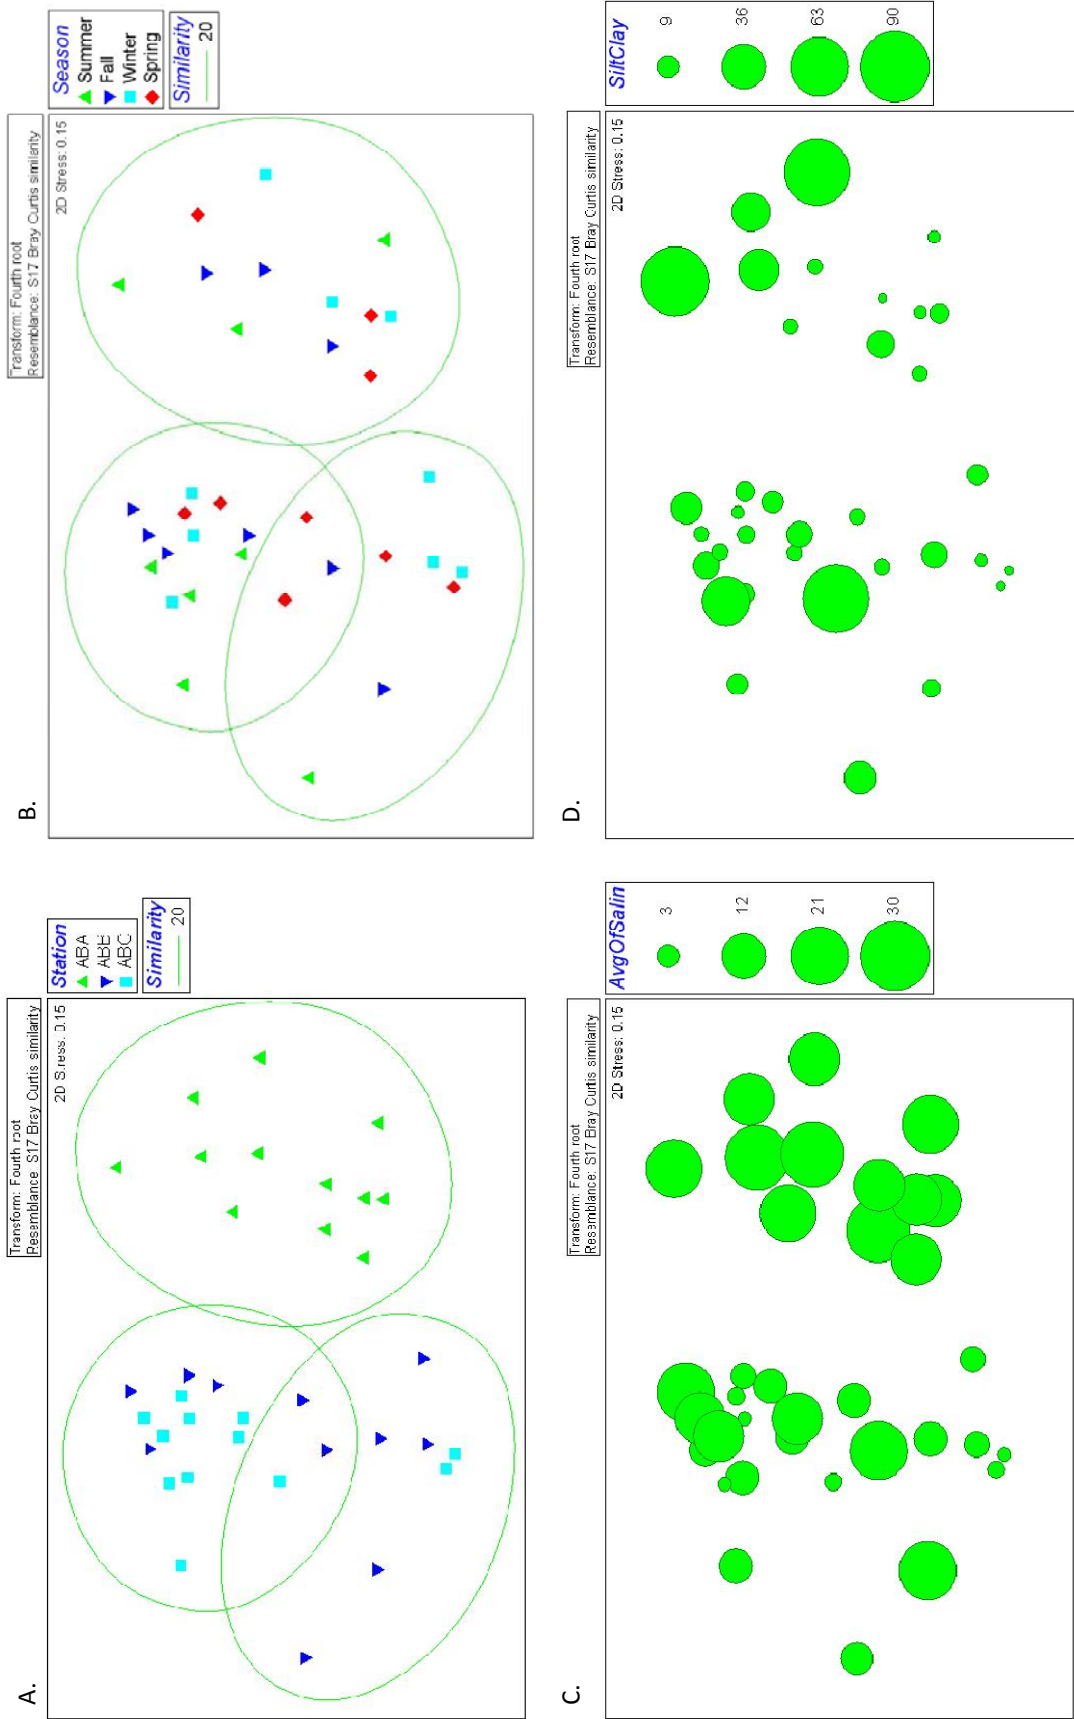 A.
Transform: Fourth root
Resemblance: S17 Bray Curtis similarity
2D Stress: 0.15
Station
ABA
ABB
ABC
Similarity
20
B.
Transform: Fourth root
Resemblance: S17 Bray Curtis similarity
2D Stress: 0.15
Season
Summer
Fall
Winter
Spring
Similarity
20
C.
Transform: Fourth root
Resemblance: S17 Bray Curtis similarity
2D Stress: 0.15
AvgOfSalin
3
12
21
30
D.
Transform: Fourth root
Resemblance: S17 Bray Curtis similarity
2D Stress: 0.15
SiltClay
9
36
63
90